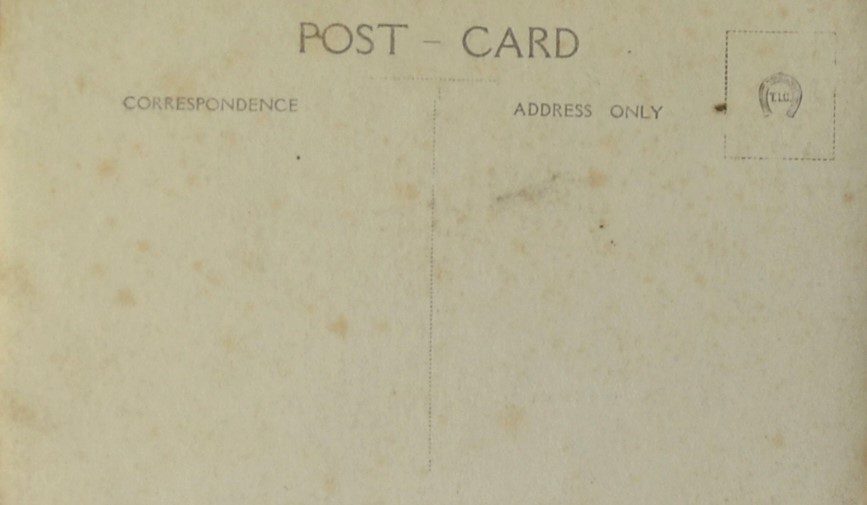 POST – CARD
CORRESPONDENCE
ADDRESS ONLY
T.I.C.